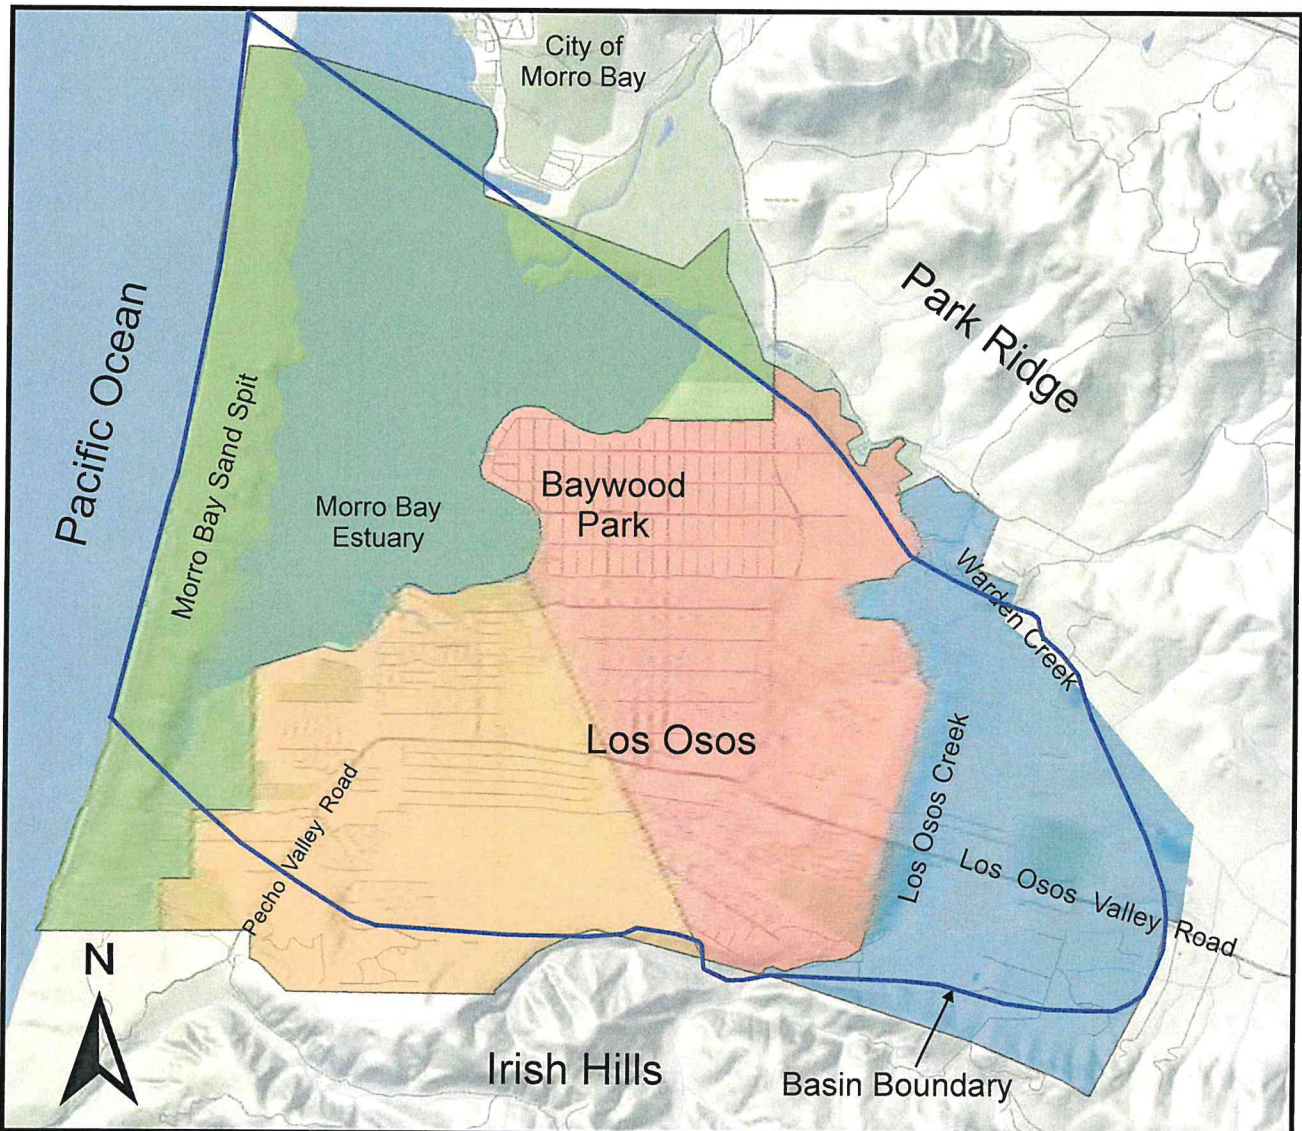 City of
Morro Bay
Park Ridge
Pacific Ocean
Morro Bay Sand Spit
Baywood
Park
Morro Bay
Estuary
Warden Creek
Los Osos
Los Osos Creek
Pecho Valley Road
Los Osos Valley Road
N
Irish Hills
Basin Boundary